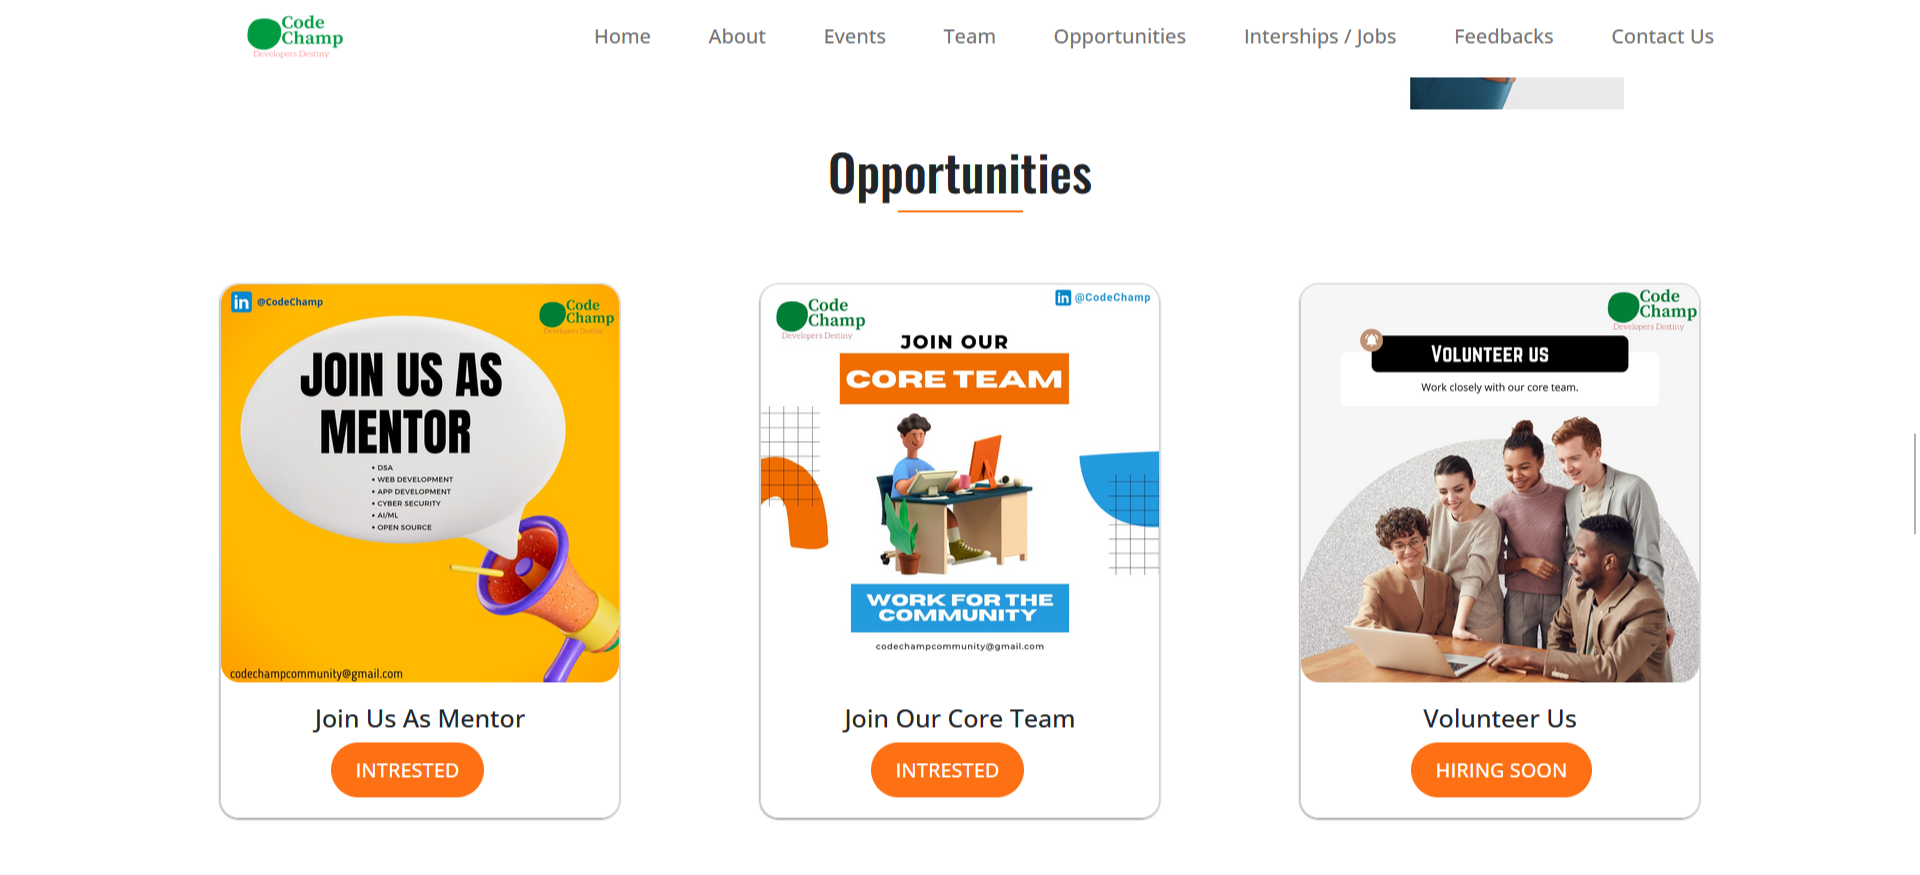 Code
Champ
Developers Destiny
Home
About
Events
Team
Opportunities
Interships / Jobs
Feedbacks
Contact Us
Opportunities
in @CodeChamp
Code
Champ
Developers Destiny
JOIN US AS
MENTOR
• DSA
• WEB DEVELOPMENT
• APP DEVELOPMENT
• CYBER SECURITY
• AI/ML
• OPEN SOURCE
codechampcommunity@gmail.com
Join Us As Mentor
INTRESTED
Code
Champ
Developers Destiny
in @CodeChamp
JOIN OUR
CORE TEAM
WORK FOR THE
COMMUNITY
codechampcommunity@gmail.com
Join Our Core Team
INTRESTED
Code
Champ
Developers Destiny
VOLUNTEER US
Work closely with our core team.
Volunteer Us
HIRING SOON